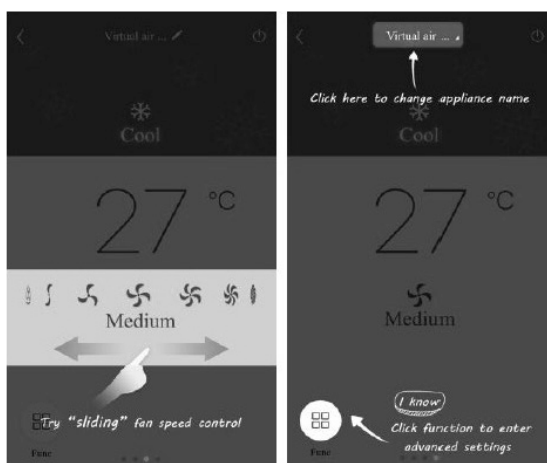 Virtual air ...
Cool
27 °C
Medium
Try "sliding" fan speed control
Func
Virtual air ...
Click here to change appliance name
Cool
27 °C
Medium
I know
Click function to enter
advanced settings
Func